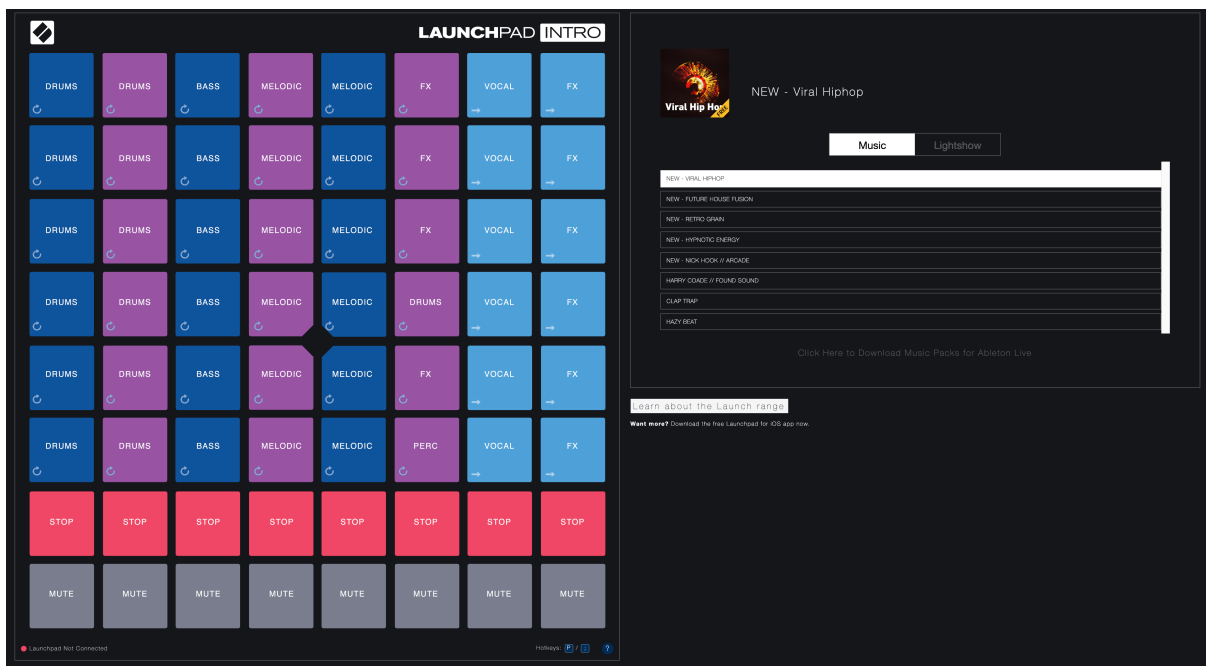 LAUNCHPAD INTRO
DRUMS DRUMS BASS MELODIC MELODIC FX VOCAL FX
DRUMS DRUMS BASS MELODIC MELODIC FX VOCAL FX
DRUMS DRUMS BASS MELODIC MELODIC FX VOCAL FX
DRUMS DRUMS BASS MELODIC MELODIC DRUMS VOCAL FX
DRUMS DRUMS BASS MELODIC MELODIC FX VOCAL FX
DRUMS DRUMS BASS MELODIC MELODIC PERC VOCAL FX
STOP STOP STOP STOP STOP STOP STOP STOP
MUTE MUTE MUTE MUTE MUTE MUTE MUTE MUTE
Launchpad Not Connected
Hotkeys: P / : ?
Viral Hip Hop
FREE
NEW - Viral Hiphop
Music Lightshow
NEW - VIRAL HIPHOP
NEW - FUTURE HOUSE FUSION
NEW - RETRO GRAIN
NEW - HYPNOTIC ENERGY
NEW - NICK HOOK // ARCADE
HARRY COADE // FOUND SOUND
CLAP TRAP
HAZY BEAT
Click Here to Download Music Packs for Ableton Live
Learn about the Launch range
Want more? Download the free Launchpad for iOS app now.